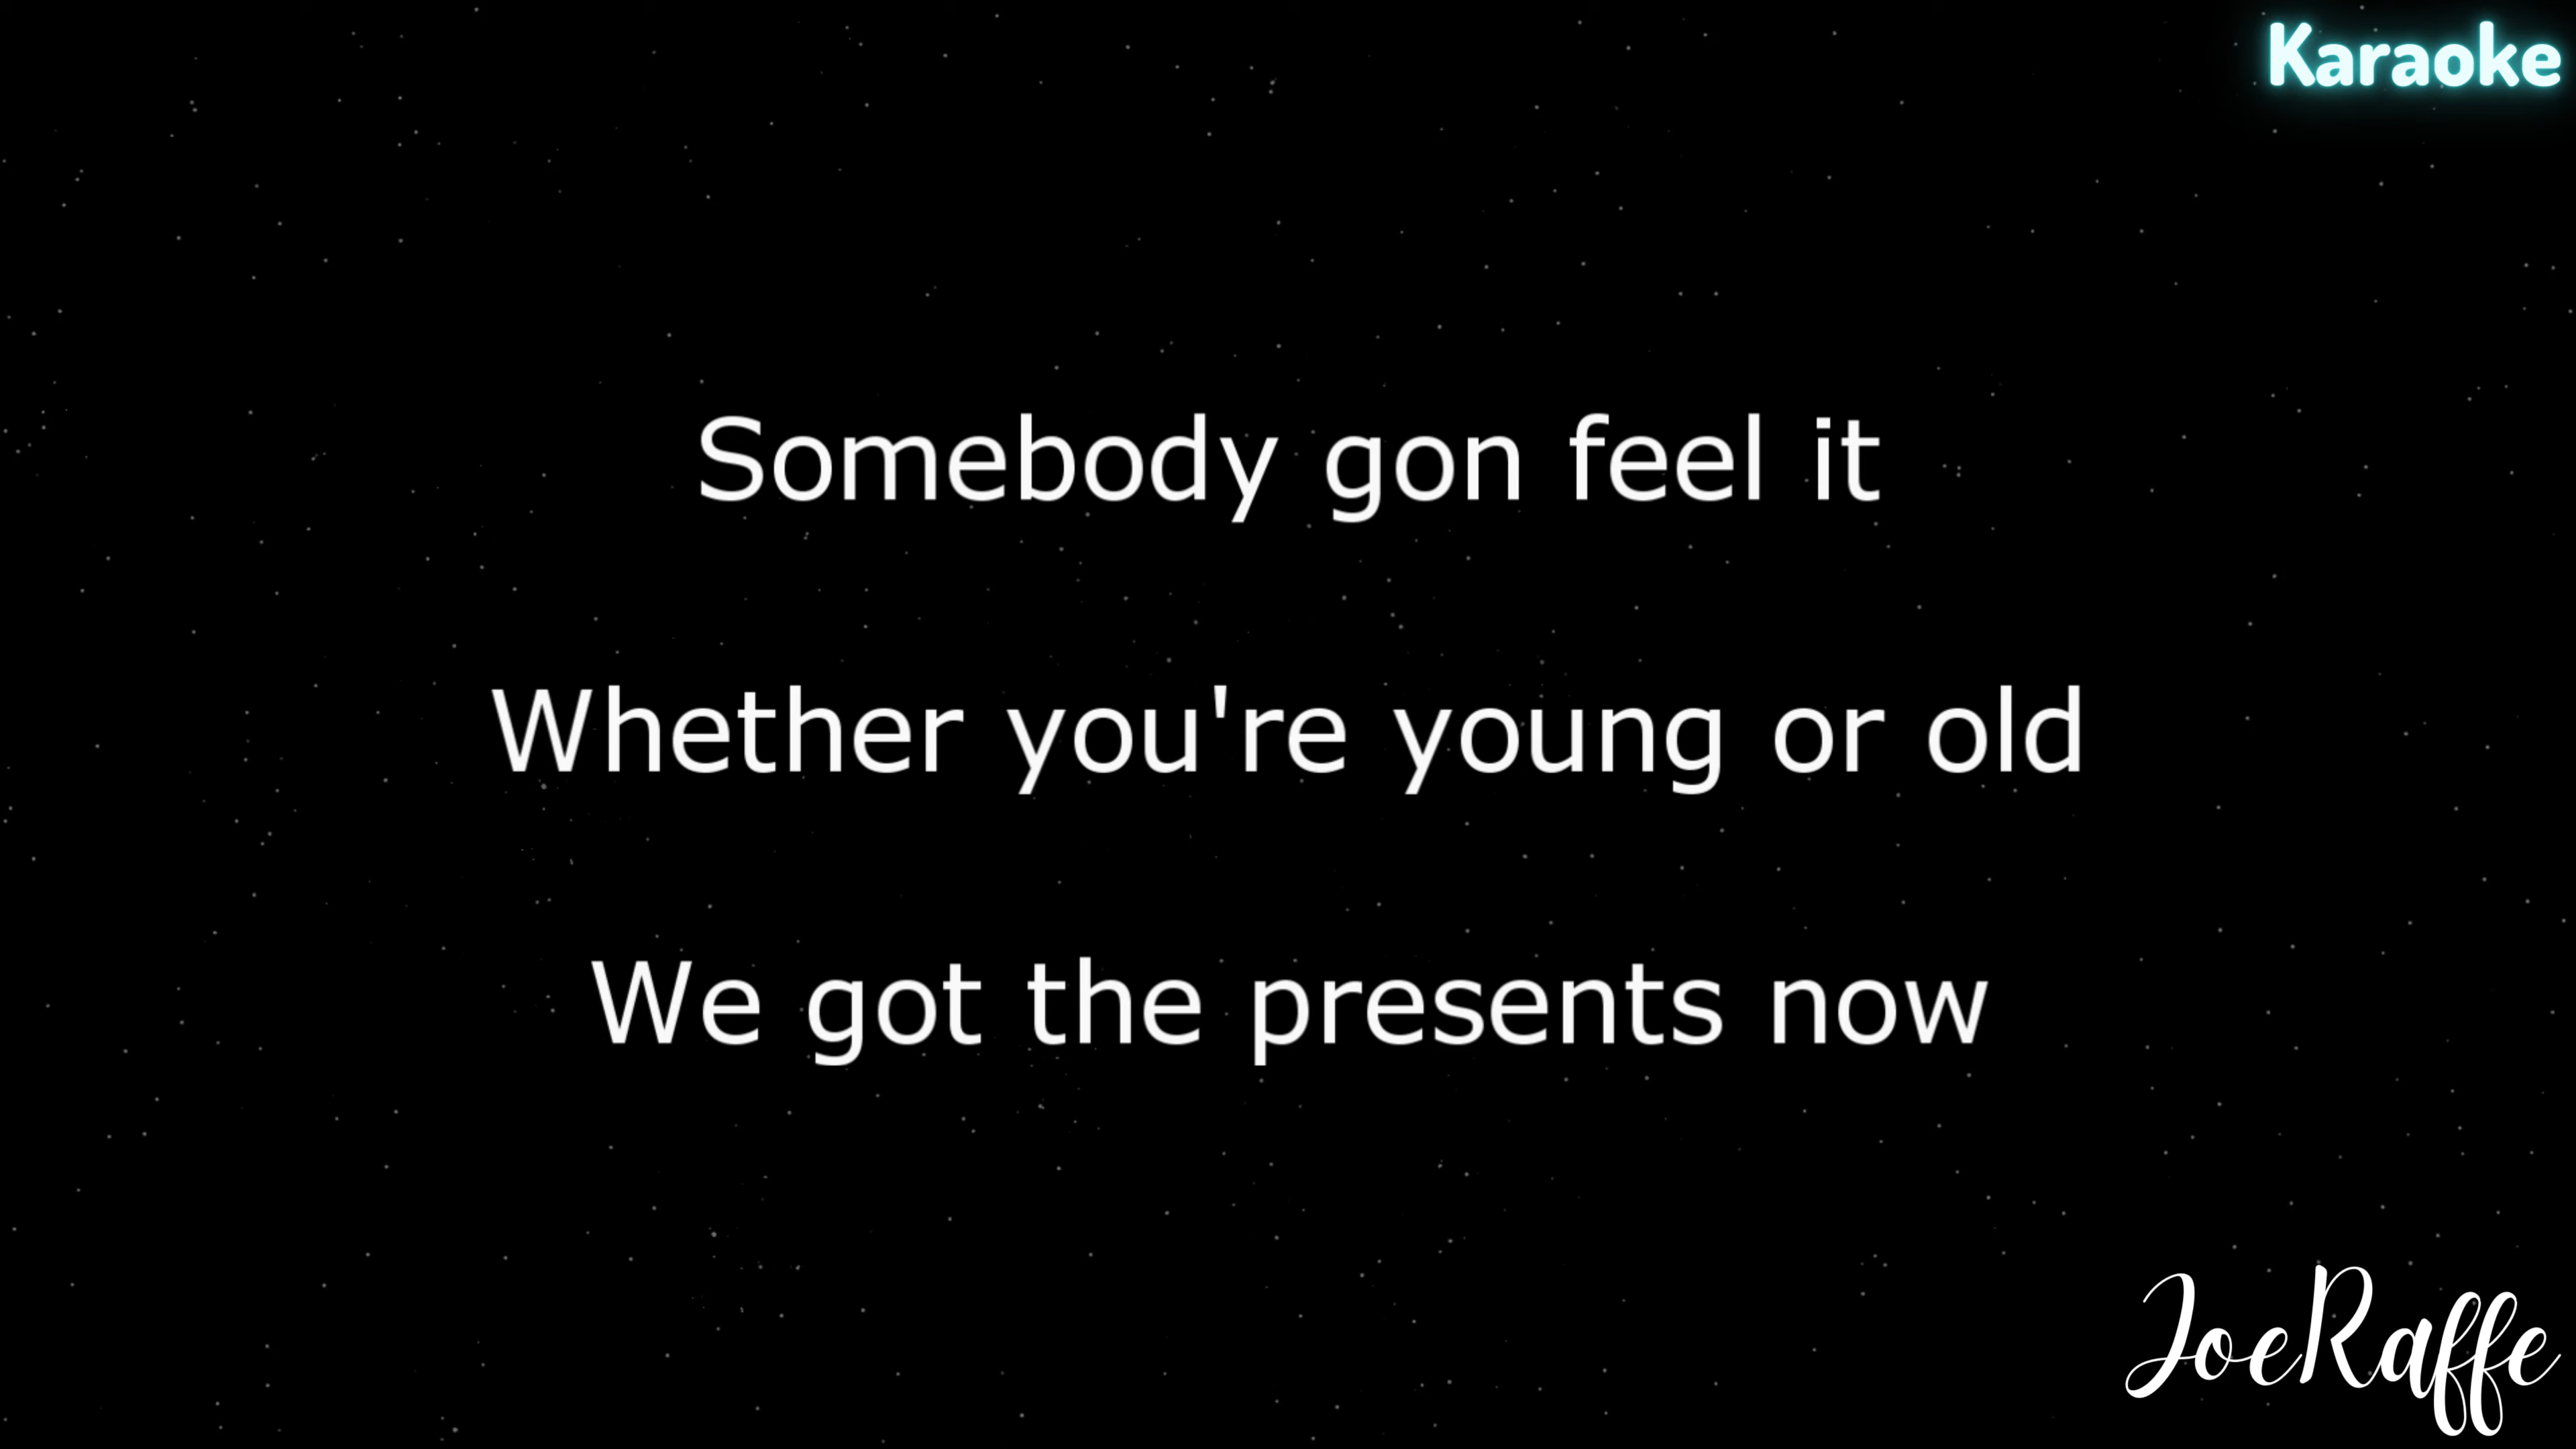 Karaoke
Somebody gon feel it
Whether you're young or old
We got the presents now
JoeRaffe